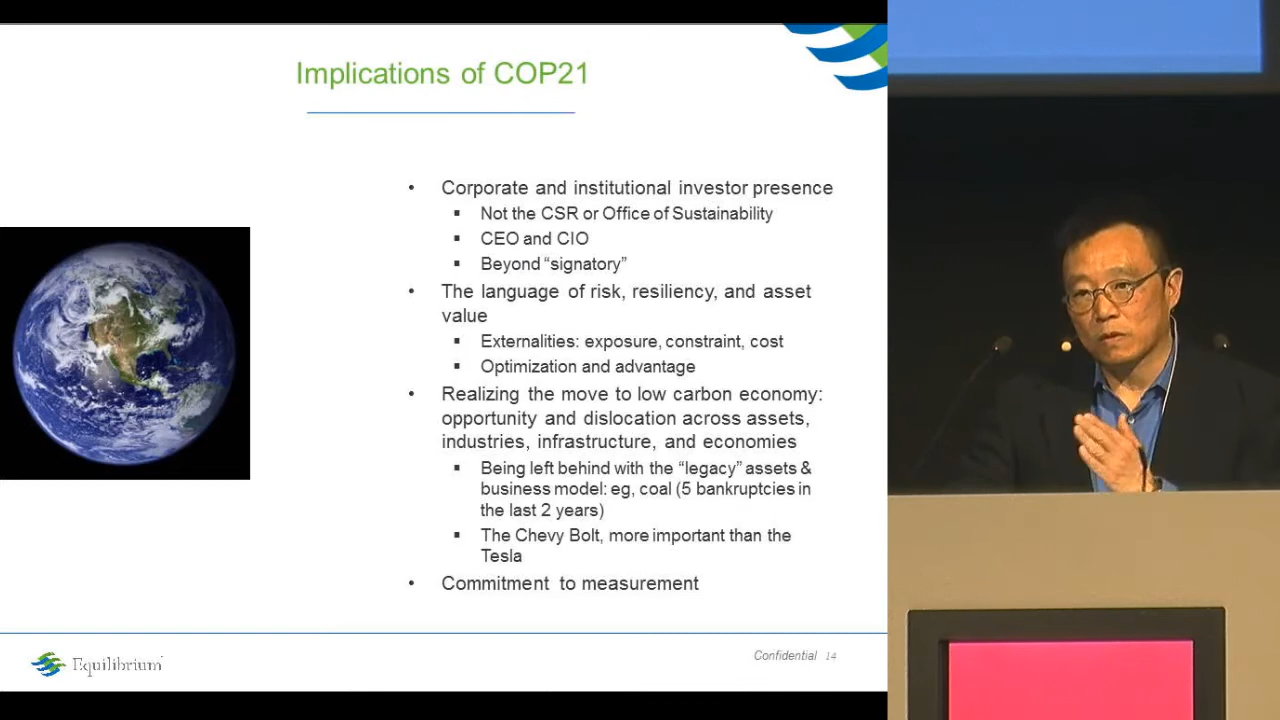 Implications of COP21
• Corporate and institutional investor presence
▪ Not the CSR or Office of Sustainability
▪ CEO and CIO
▪ Beyond “signatory”
• The language of risk, resiliency, and asset
value
▪ Externalities: exposure, constraint, cost
▪ Optimization and advantage
• Realizing the move to low carbon economy:
opportunity and dislocation across assets,
industries, infrastructure, and economies
▪ Being left behind with the “legacy” assets &
business model: eg, coal (5 bankruptcies in
the last 2 years)
▪ The Chevy Bolt, more important than the
Tesla
• Commitment to measurement
Equilibrium
Confidential 14